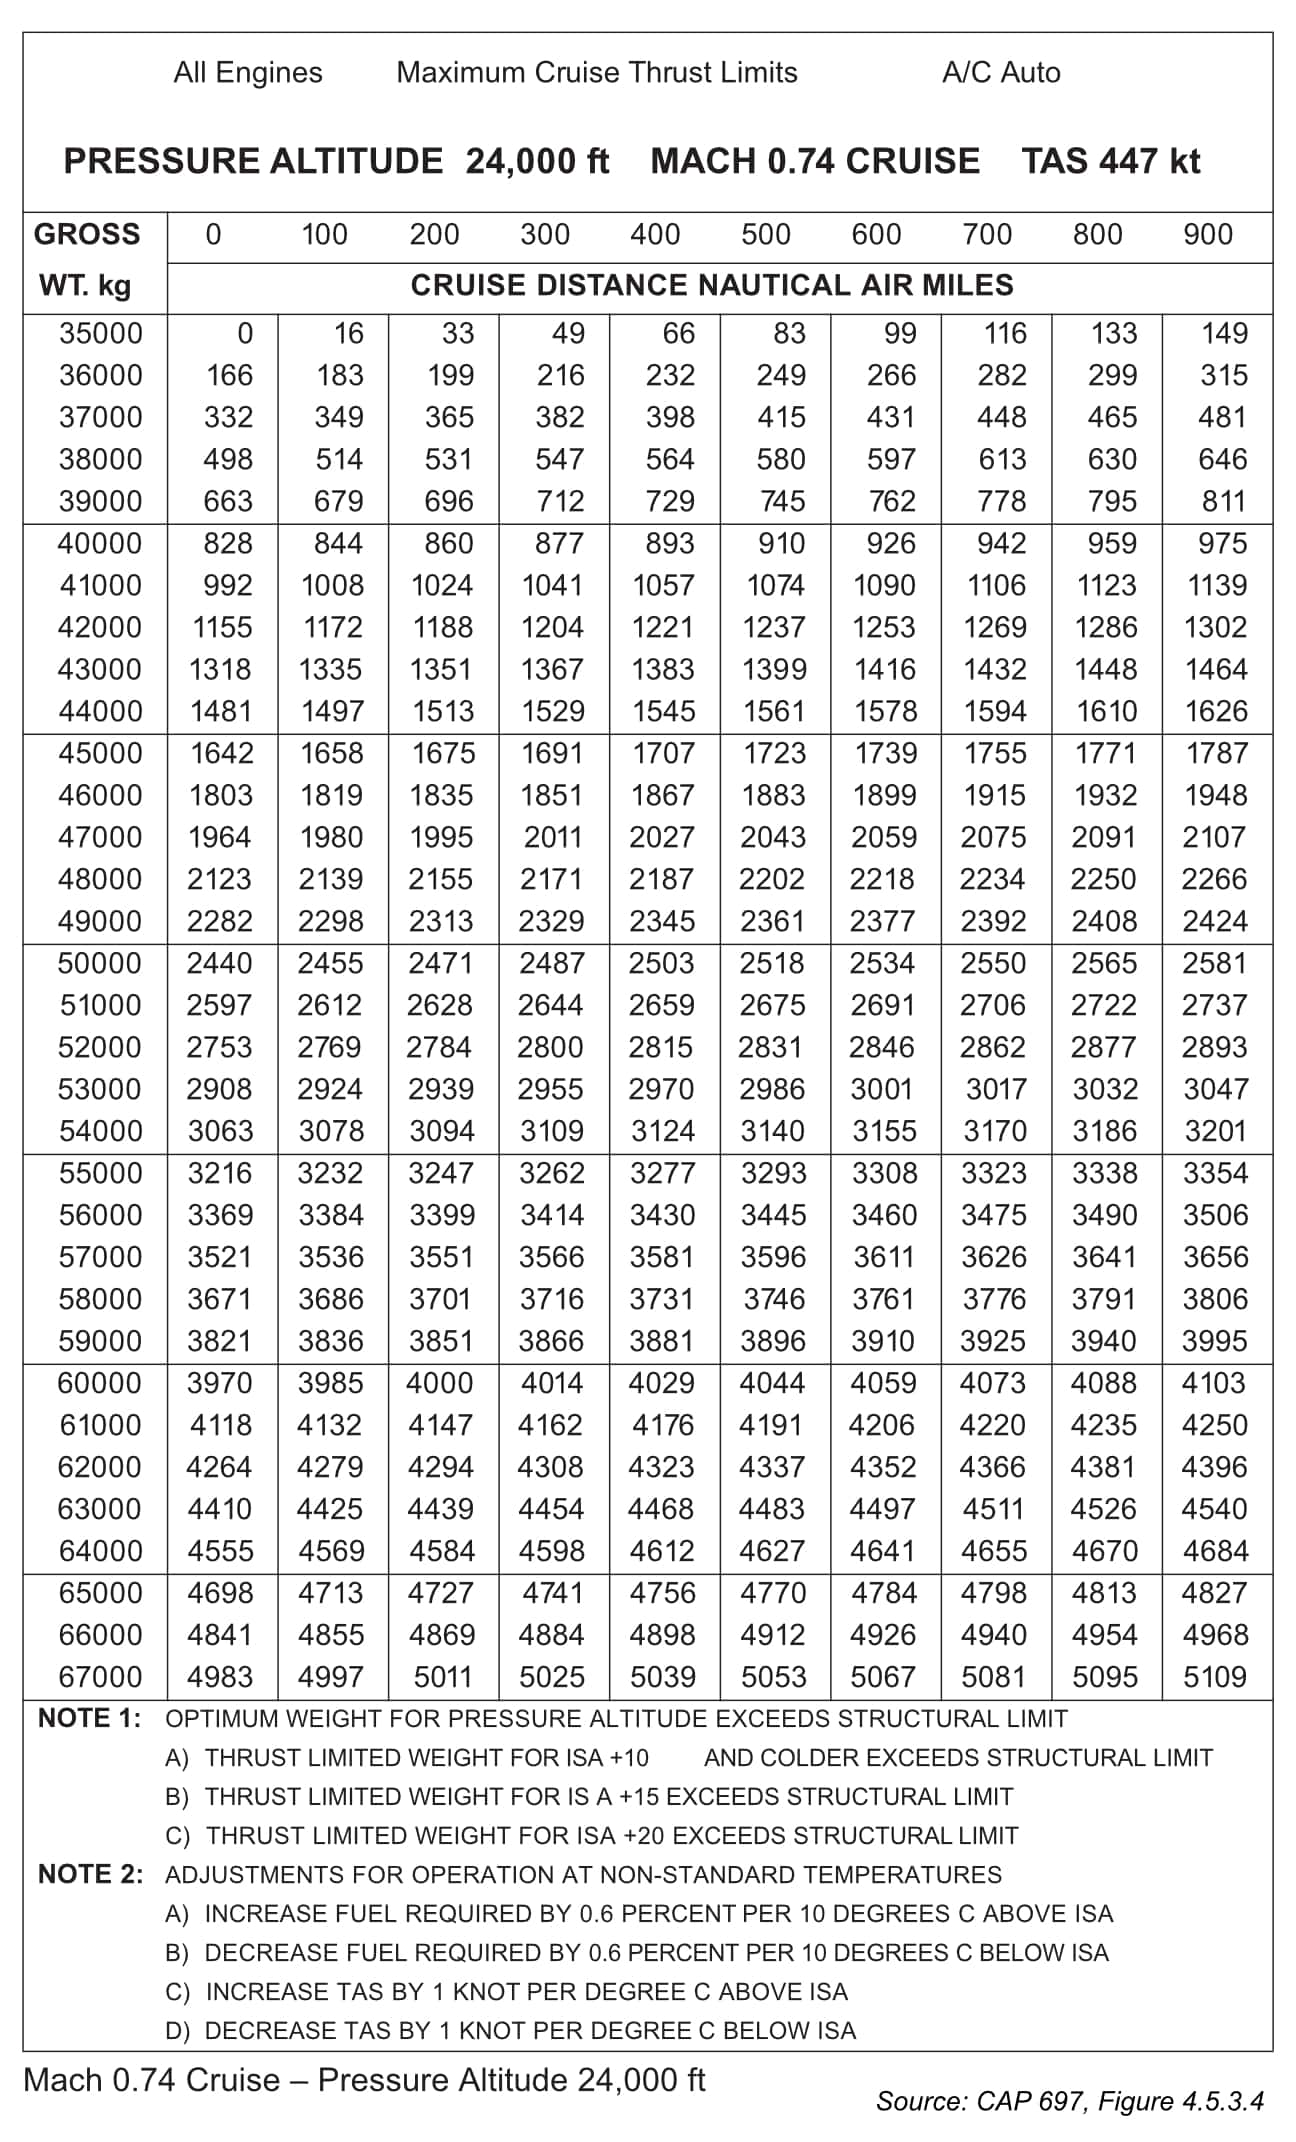 All Engines Maximum Cruise Thrust Limits A/C Auto
PRESSURE ALTITUDE 24,000 ft MACH 0.74 CRUISE TAS 447 kt
GROSS 0 100 200 300 400 500 600 700 800 900
WT. kg CRUISE DISTANCE NAUTICAL AIR MILES
35000 0 16 33 49 66 83 99 116 133 149
36000 166 183 199 216 232 249 266 282 299 315
37000 332 349 365 382 398 415 431 448 465 481
38000 498 514 531 547 564 580 597 613 630 646
39000 663 679 696 712 729 745 762 778 795 811
40000 828 844 860 877 893 910 926 942 959 975
41000 992 1008 1024 1041 1057 1074 1090 1106 1123 1139
42000 1155 1172 1188 1204 1221 1237 1253 1269 1286 1302
43000 1318 1335 1351 1367 1383 1399 1416 1432 1448 1464
44000 1481 1497 1513 1529 1545 1561 1578 1594 1610 1626
45000 1642 1658 1675 1691 1707 1723 1739 1755 1771 1787
46000 1803 1819 1835 1851 1867 1883 1899 1915 1932 1948
47000 1964 1980 1995 2011 2027 2043 2059 2075 2091 2107
48000 2123 2139 2155 2171 2187 2202 2218 2234 2250 2266
49000 2282 2298 2313 2329 2345 2361 2377 2392 2408 2424
50000 2440 2455 2471 2487 2503 2518 2534 2550 2565 2581
51000 2597 2612 2628 2644 2659 2675 2691 2706 2722 2737
52000 2753 2769 2784 2800 2815 2831 2846 2862 2877 2893
53000 2908 2924 2939 2955 2970 2986 3001 3017 3032 3047
54000 3063 3078 3094 3109 3124 3140 3155 3170 3186 3201
55000 3216 3232 3247 3262 3277 3293 3308 3323 3338 3354
56000 3369 3384 3399 3414 3430 3445 3460 3475 3490 3506
57000 3521 3536 3551 3566 3581 3596 3611 3626 3641 3656
58000 3671 3686 3701 3716 3731 3746 3761 3776 3791 3806
59000 3821 3836 3851 3866 3881 3896 3910 3925 3940 3995
60000 3970 3985 4000 4014 4029 4044 4059 4073 4088 4103
61000 4118 4132 4147 4162 4176 4191 4206 4220 4235 4250
62000 4264 4279 4294 4308 4323 4337 4352 4366 4381 4396
63000 4410 4425 4439 4454 4468 4483 4497 4511 4526 4540
64000 4555 4569 4584 4598 4612 4627 4641 4655 4670 4684
65000 4698 4713 4727 4741 4756 4770 4784 4798 4813 4827
66000 4841 4855 4869 4884 4898 4912 4926 4940 4954 4968
67000 4983 4997 5011 5025 5039 5053 5067 5081 5095 5109
NOTE 1: OPTIMUM WEIGHT FOR PRESSURE ALTITUDE EXCEEDS STRUCTURAL LIMIT
A) THRUST LIMITED WEIGHT FOR ISA +10 AND COLDER EXCEEDS STRUCTURAL LIMIT
B) THRUST LIMITED WEIGHT FOR IS A +15 EXCEEDS STRUCTURAL LIMIT
C) THRUST LIMITED WEIGHT FOR ISA +20 EXCEEDS STRUCTURAL LIMIT
NOTE 2: ADJUSTMENTS FOR OPERATION AT NON-STANDARD TEMPERATURES
A) INCREASE FUEL REQUIRED BY 0.6 PERCENT PER 10 DEGREES C ABOVE ISA
B) DECREASE FUEL REQUIRED BY 0.6 PERCENT PER 10 DEGREES C BELOW ISA
C) INCREASE TAS BY 1 KNOT PER DEGREE C ABOVE ISA
D) DECREASE TAS BY 1 KNOT PER DEGREE C BELOW ISA
Mach 0.74 Cruise – Pressure Altitude 24,000 ft
Source: CAP 697, Figure 4.5.3.4